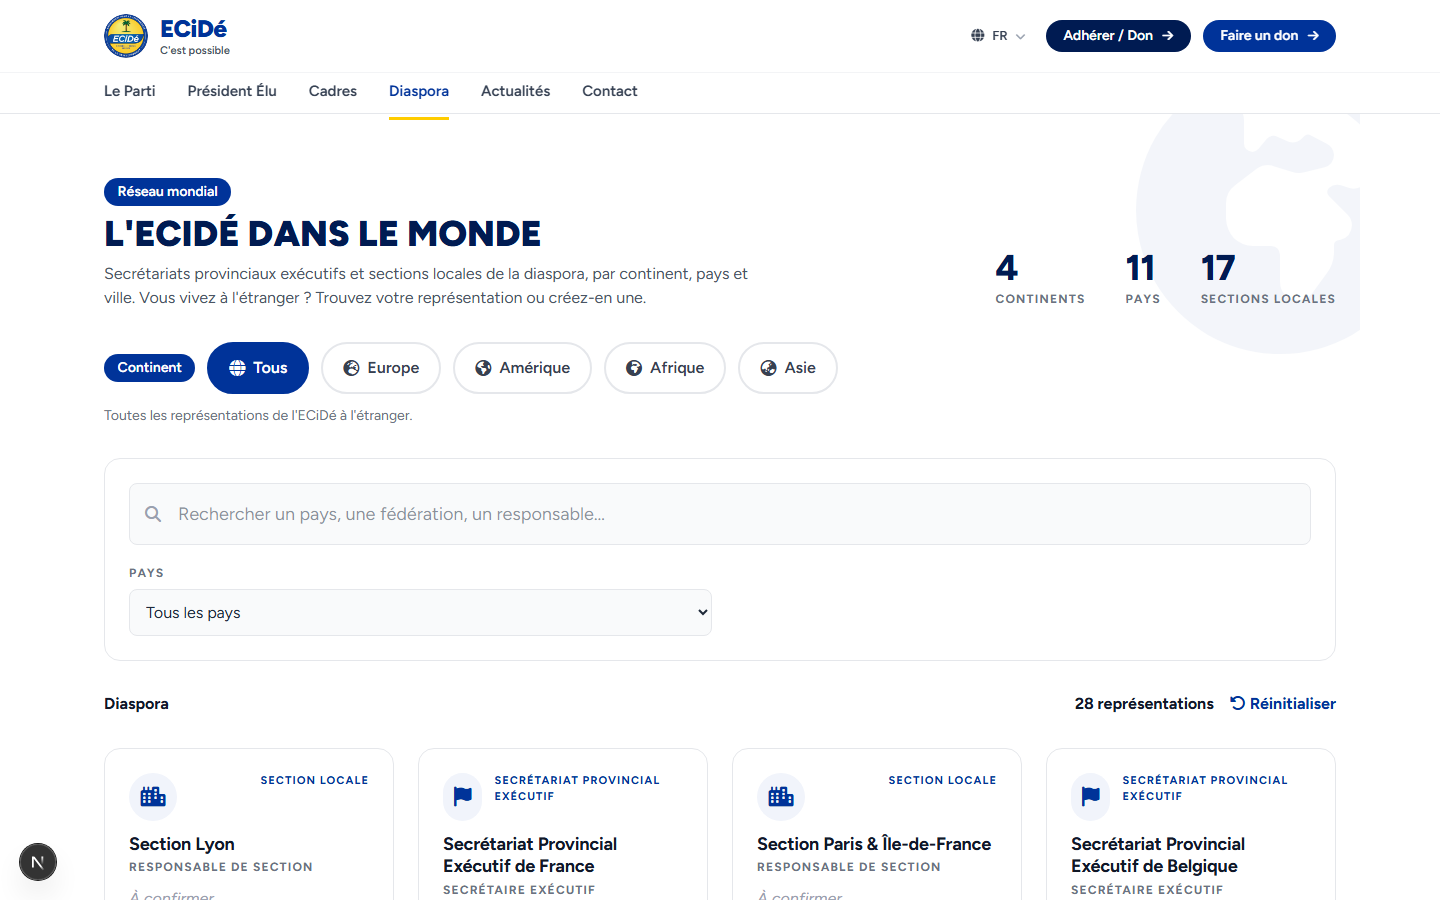 ECiDé
ECiDé
C'est possible
FR
Adhérer / Don
Faire un don
Le Parti
Président Élu
Cadres
Diaspora
Actualités
Contact
Réseau mondial
L'ECIDÉ DANS LE MONDE
Secrétariats provinciaux exécutifs et sections locales de la diaspora, par continent, pays et
ville. Vous vivez à l'étranger ? Trouvez votre représentation ou créez-en une.
4
CONTINENTS
11
PAYS
17
SECTIONS LOCALES
Continent
Tous
Europe
Amérique
Afrique
Asie
Toutes les représentations de l'ECiDé à l'étranger.
Rechercher un pays, une fédération, un responsable...
PAYS
Tous les pays
Diaspora
28 représentations
Réinitialiser
SECTION LOCALE
Section Lyon
RESPONSABLE DE SECTION
À confirmer
SECRÉTARIAT PROVINCIAL
EXÉCUTIF
Secrétariat Provincial
Exécutif de France
SECRÉTAIRE EXÉCUTIF
SECTION LOCALE
Section Paris & Île-de-France
RESPONSABLE DE SECTION
À confirmer
SECRÉTARIAT PROVINCIAL
EXÉCUTIF
Secrétariat Provincial
Exécutif de Belgique
SECRÉTAIRE EXÉCUTIF
N